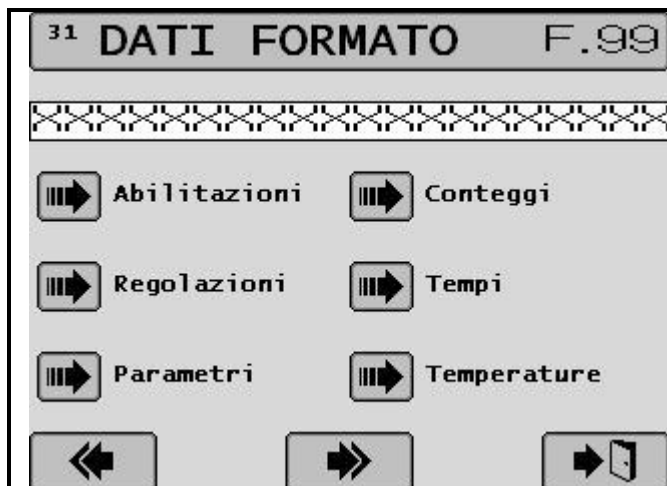 31 DATI FORMATO F.99
Abilitazioni Conteggi
Regolazioni Tempi
Parametri Temperature